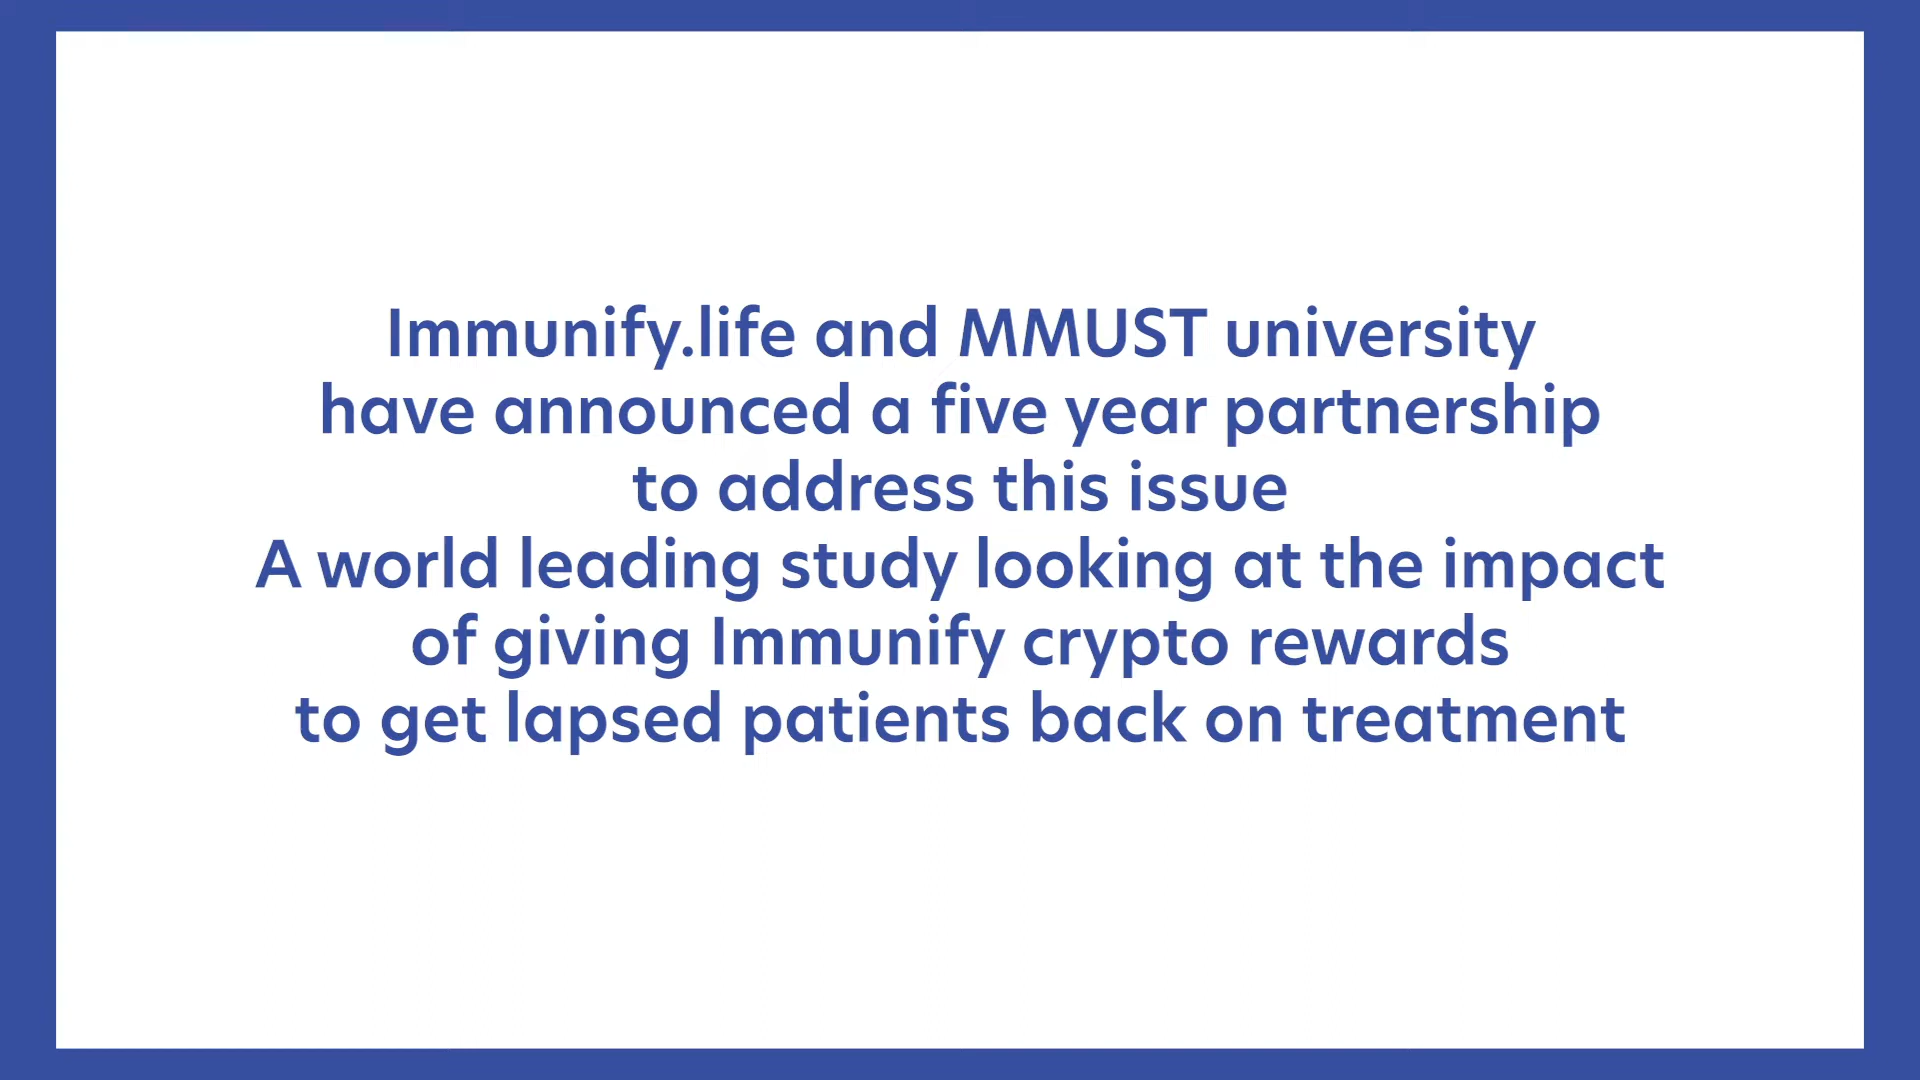 Immunify.life and MMUST university
have announced a five year partnership
to address this issue
A world leading study looking at the impact
of giving Immunify crypto rewards
to get lapsed patients back on treatment